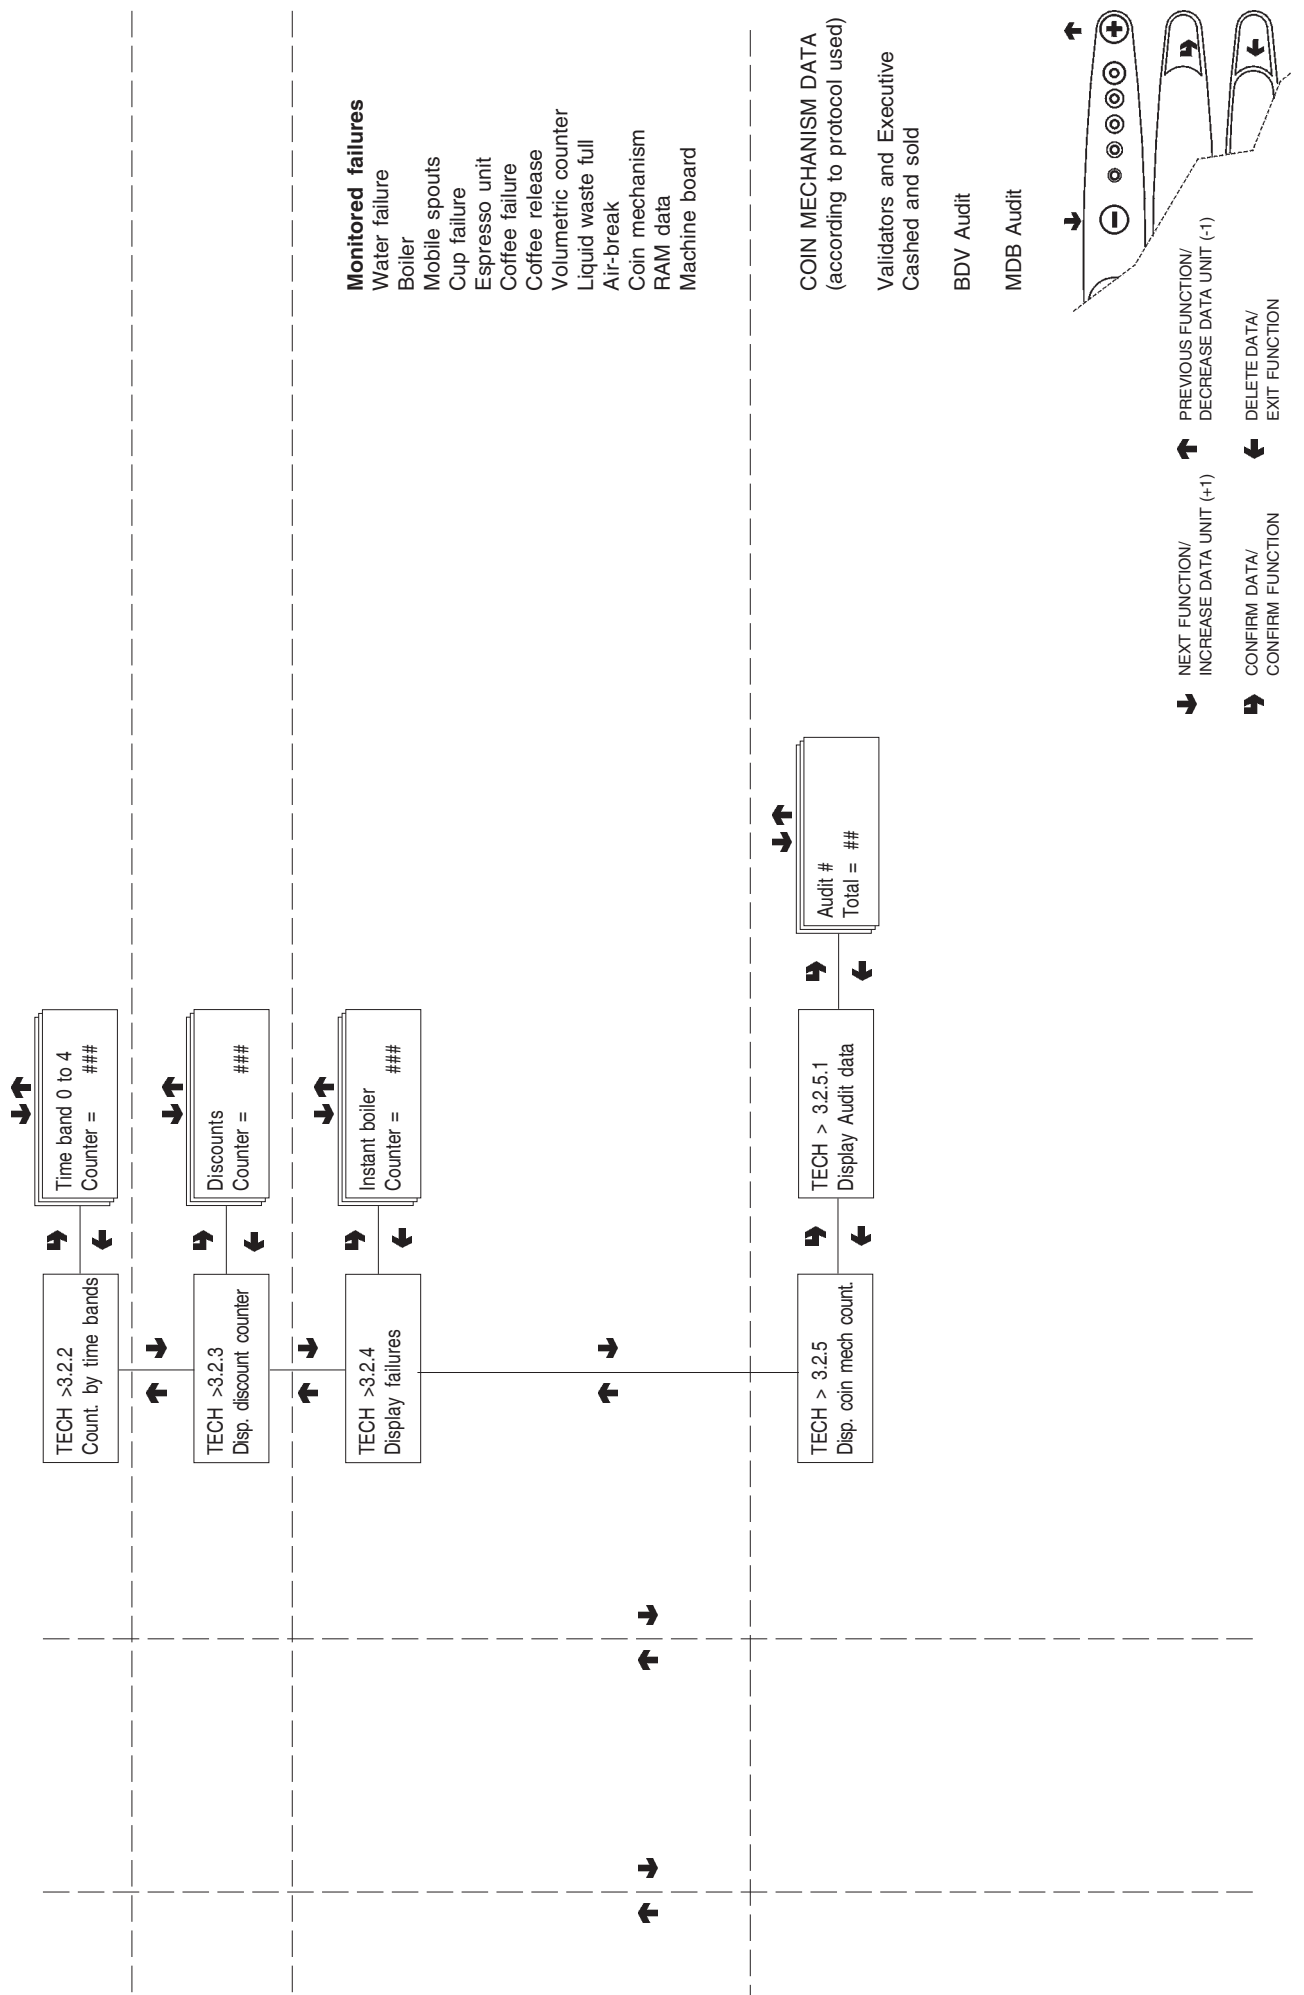 TECH >3.2.2
Count. by time bands
Time band 0 to 4
Counter = ###
TECH >3.2.3
Disp. discount counter
Discounts
Counter = ###
TECH >3.2.4
Display failures
Instant boiler
Counter = ###
Monitored failures
Water failure
Boiler
Mobile spouts
Cup failure
Espresso unit
Coffee failure
Coffee release
Volumetric counter
Liquid waste full
Air-break
Coin mechanism
RAM data
Machine board
TECH > 3.2.5
Disp. coin mech count.
TECH > 3.2.5.1
Display Audit data
Audit #
Total = ##
COIN MECHANISM DATA
(according to protocol used)
Validators and Executive
Cashed and sold
BDV Audit
MDB Audit
NEXT FUNCTION/
INCREASE DATA UNIT (+1)
PREVIOUS FUNCTION/
DECREASE DATA UNIT (-1)
CONFIRM DATA/
CONFIRM FUNCTION
DELETE DATA/
EXIT FUNCTION